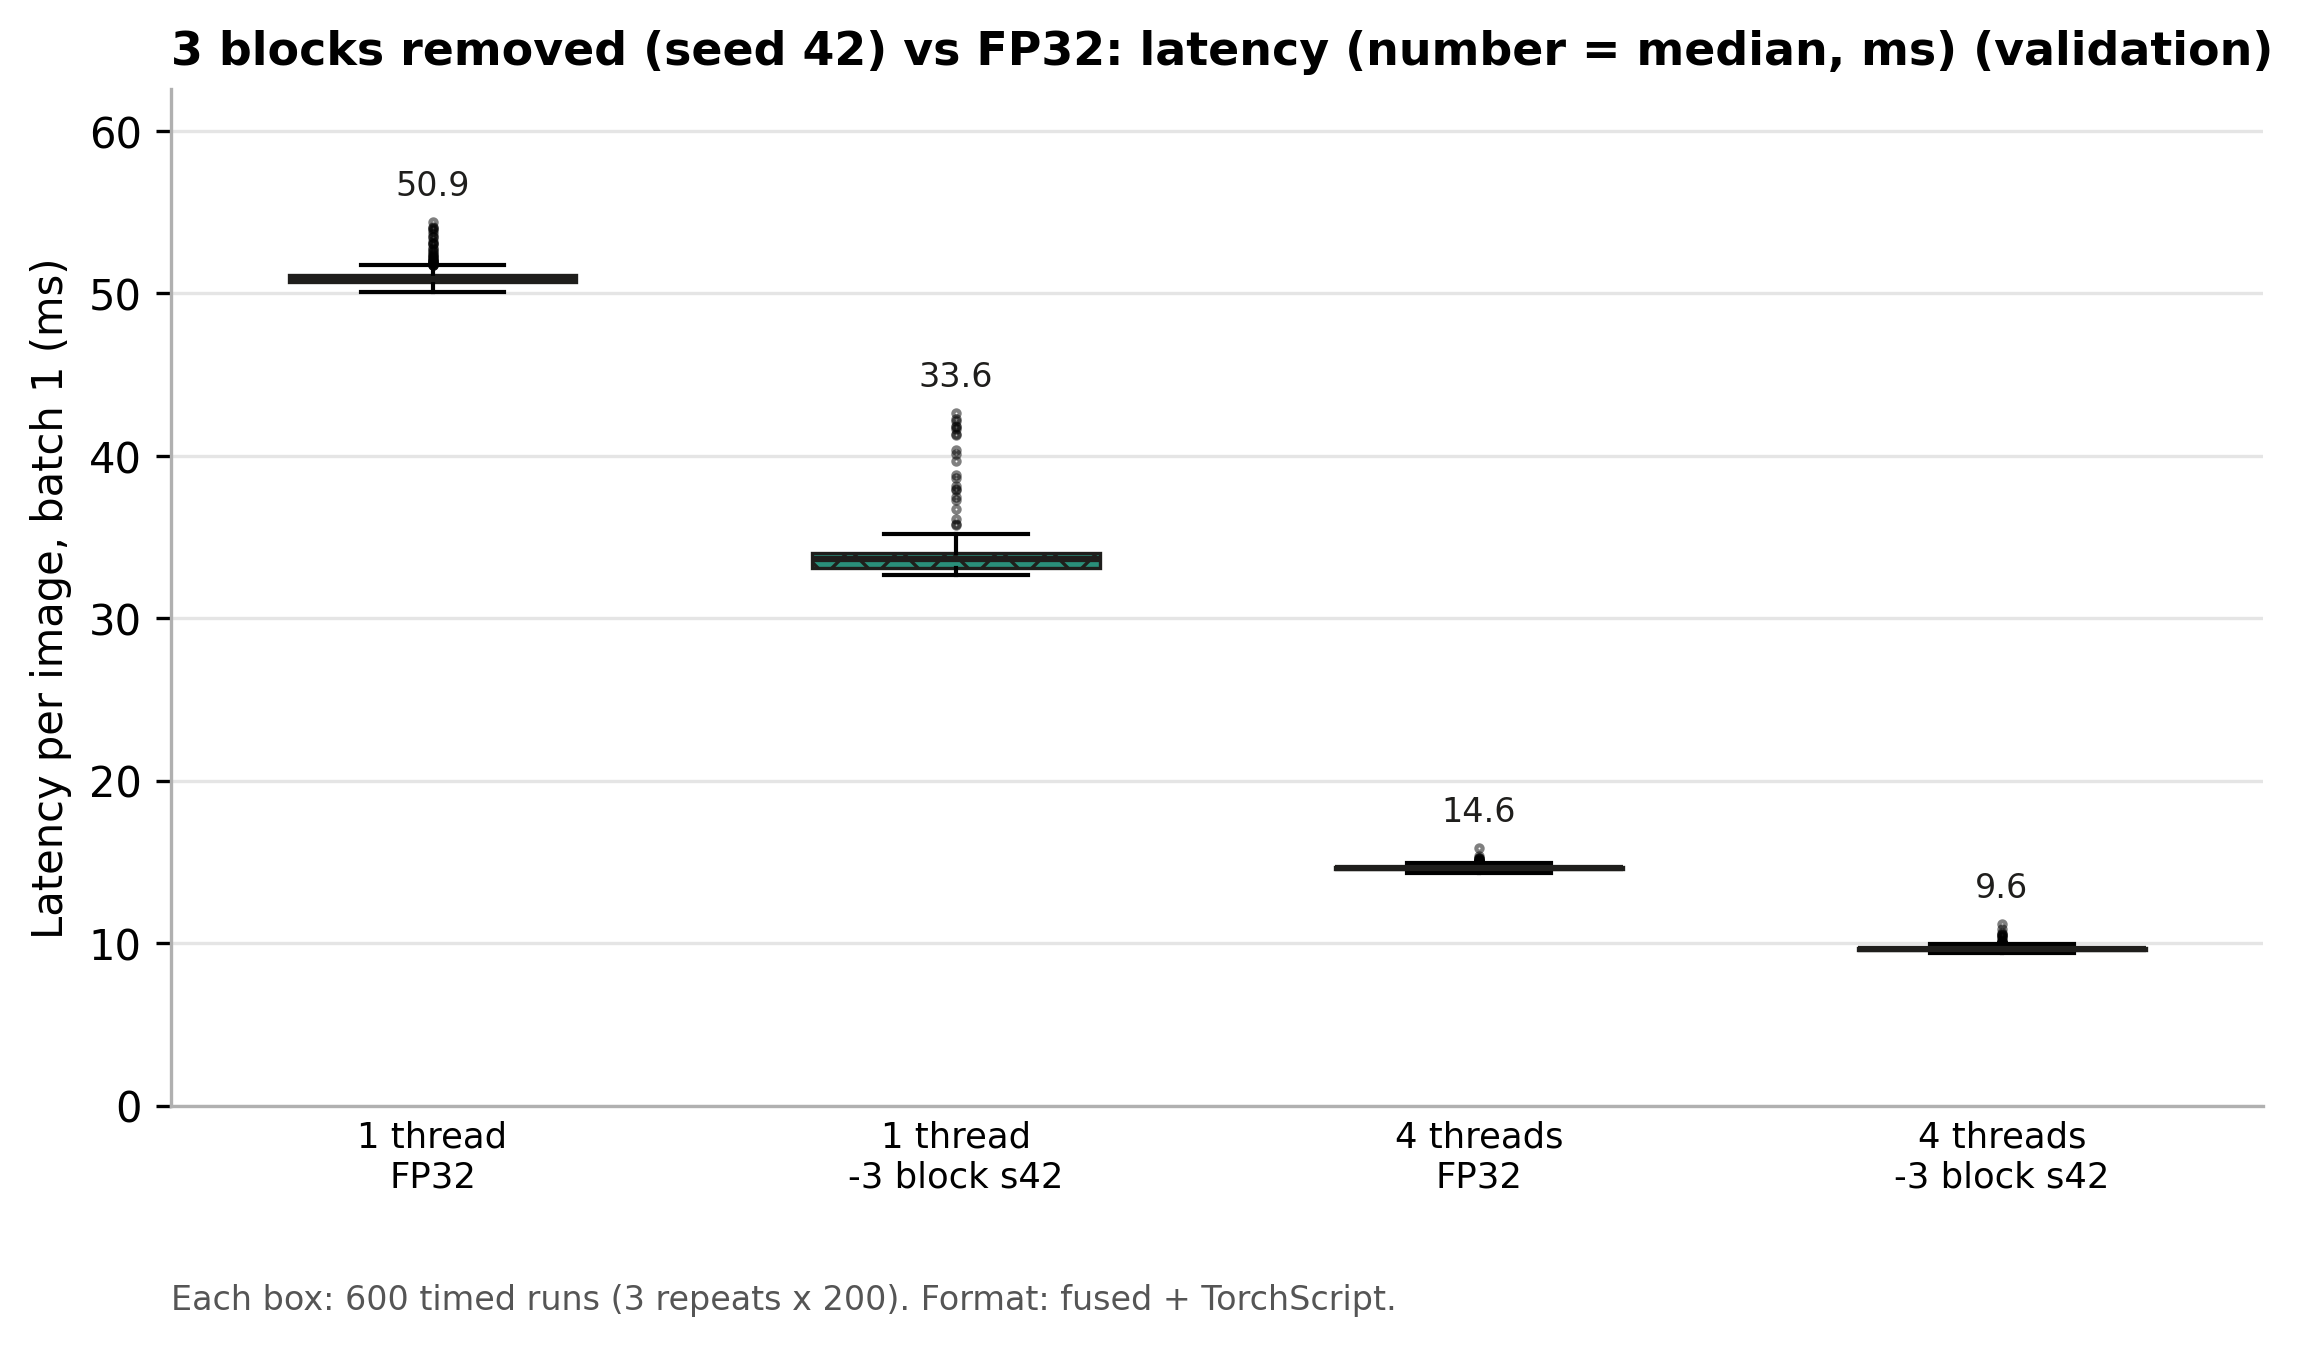 3 blocks removed (seed 42) vs FP32: latency (number = median, ms) (validation)
Latency per image, batch 1 (ms)
60
50
40
30
20
10
0
50.9
33.6
14.6
9.6
1 thread
FP32
1 thread
-3 block s42
4 threads
FP32
4 threads
-3 block s42
Each box: 600 timed runs (3 repeats x 200). Format: fused + TorchScript.